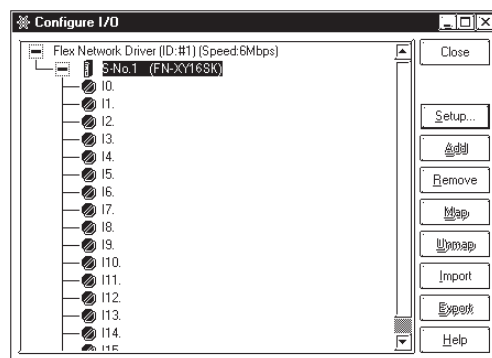 Configure I/O
Flex Network Driver (ID:#1) (Speed:6Mbps)
S-No.1 (FN-XY16SK)
I0.
I1.
I2.
I3.
I4.
I5.
I6.
I7.
I8.
I9.
I10.
I11.
I12.
I13.
I14.
I15.
Close
Setup...
Add
Remove
Map
Unmap
Import
Export
Help